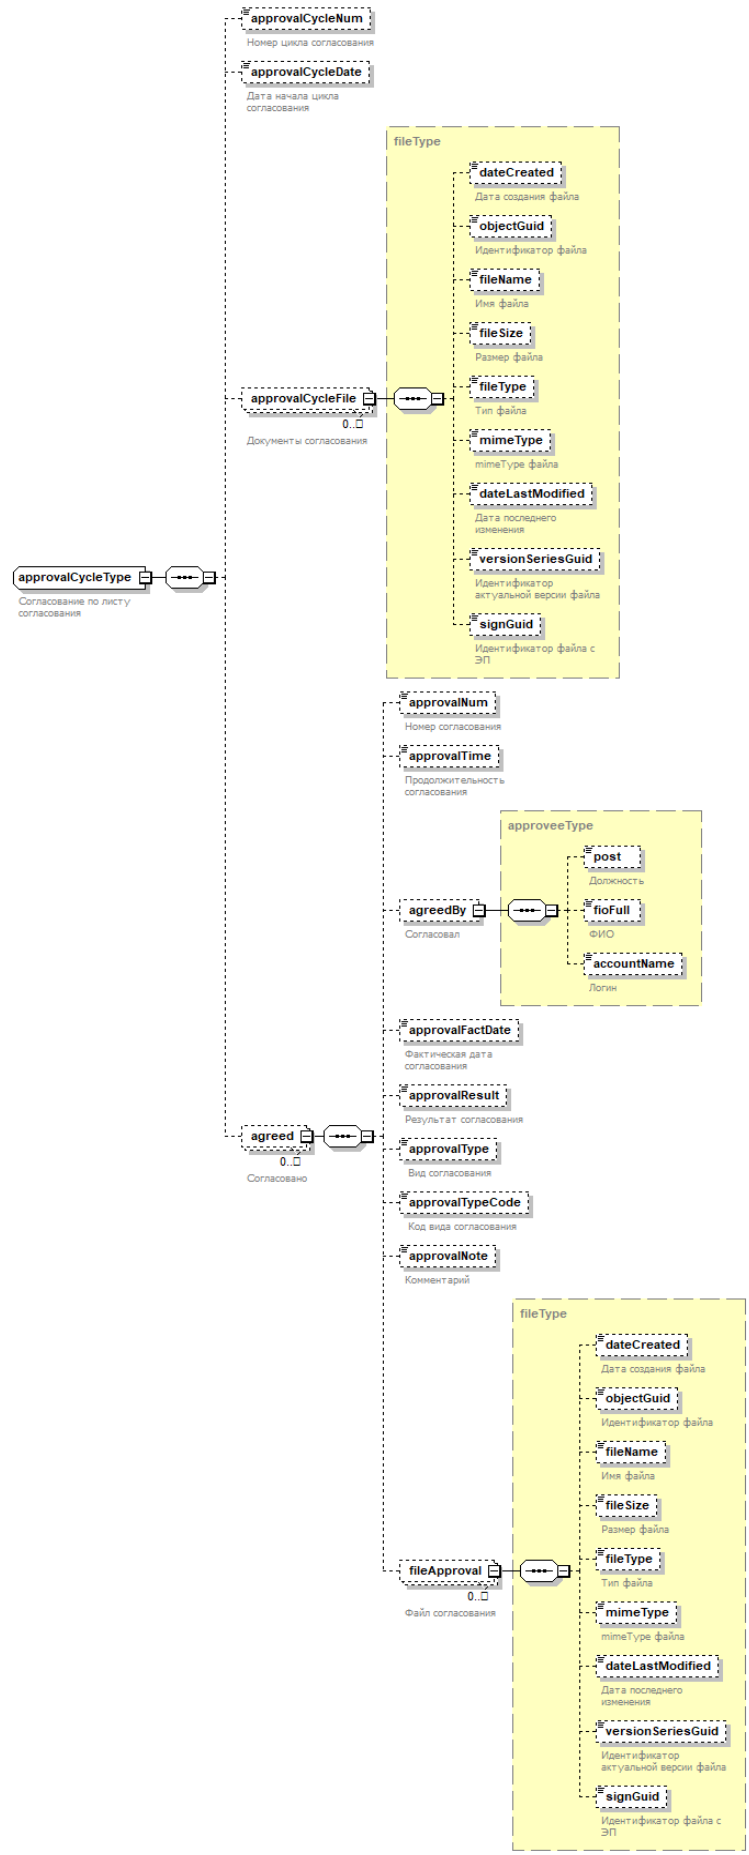 approvalCycleNum
Номер цикла согласования
approvalCycleDate
Дата начала цикла
согласования
fileType
dateCreated
Дата создания файла
objectGuid
Идентификатор файла
fileName
Имя файла
fileSize
Размер файла
fileType
Тип файла
mimeType
mimeType файла
dateLastModified
Дата последнего
изменения
versionSeriesGuid
Идентификатор
актуальной версии файла
signGuid
Идентификатор файла с
ЭП
approvalCycleFile
0..□
Документы согласования
approvalCycleType
Согласование по листу
согласования
approvalNum
Номер согласования
approvalTime
Продолжительность
согласования
approveeType
post
Должность
fioFull
ФИО
accountName
Логин
agreedBy
Согласовал
approvalFactDate
Фактическая дата
согласования
approvalResult
Результат согласования
agreed
0..□
Согласовано
approvalType
Вид согласования
approvalTypeCode
Код вида согласования
approvalNote
Комментарий
fileType
dateCreated
Дата создания файла
objectGuid
Идентификатор файла
fileName
Имя файла
fileSize
Размер файла
fileType
Тип файла
mimeType
mimeType файла
dateLastModified
Дата последнего
изменения
versionSeriesGuid
Идентификатор
актуальной версии файла
signGuid
Идентификатор файла с
ЭП
fileApproval
0..□
Файл согласования